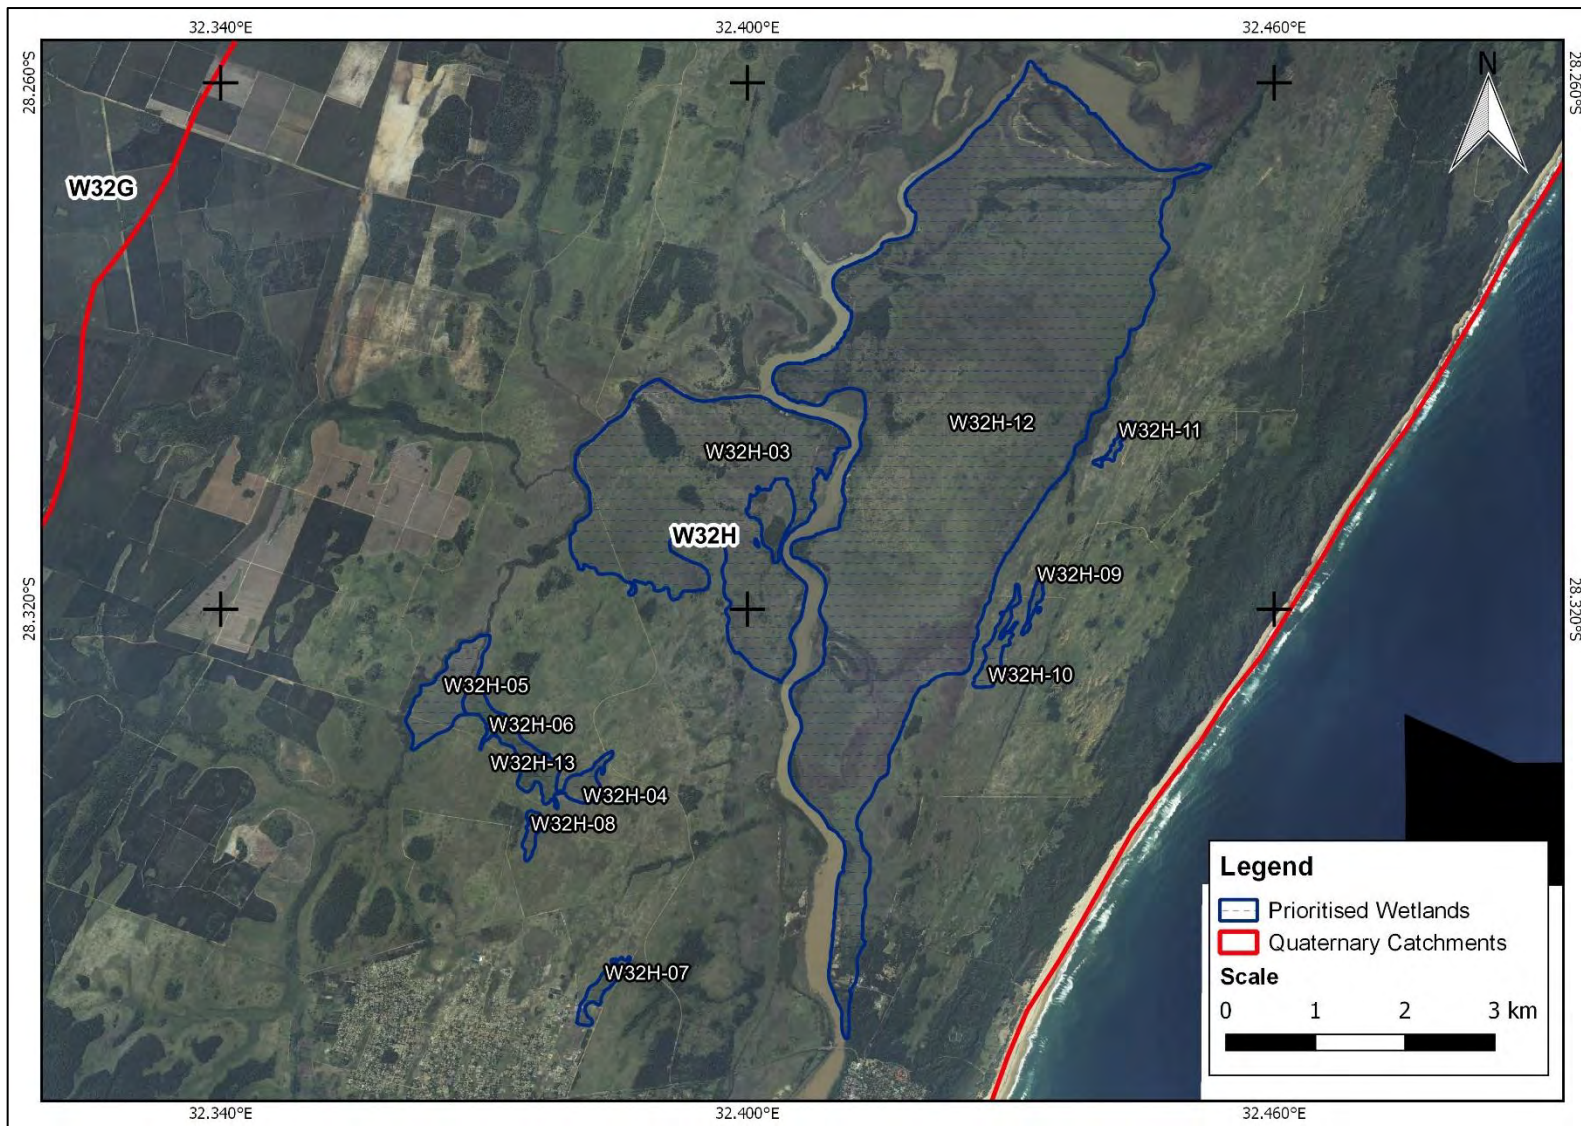 32.340°E
32.400°E
32.460°E
28.260°S
28.260°S
N
W32G
W32H-12
W32H-11
W32H-03
W32H
W32H-09
28.320°S
28.320°S
W32H-10
W32H-05
W32H-06
W32H-13
W32H-04
W32H-08
W32H-07
Legend
Prioritised Wetlands
Quaternary Catchments
Scale
0 1 2 3 km
32.340°E
32.400°E
32.460°E